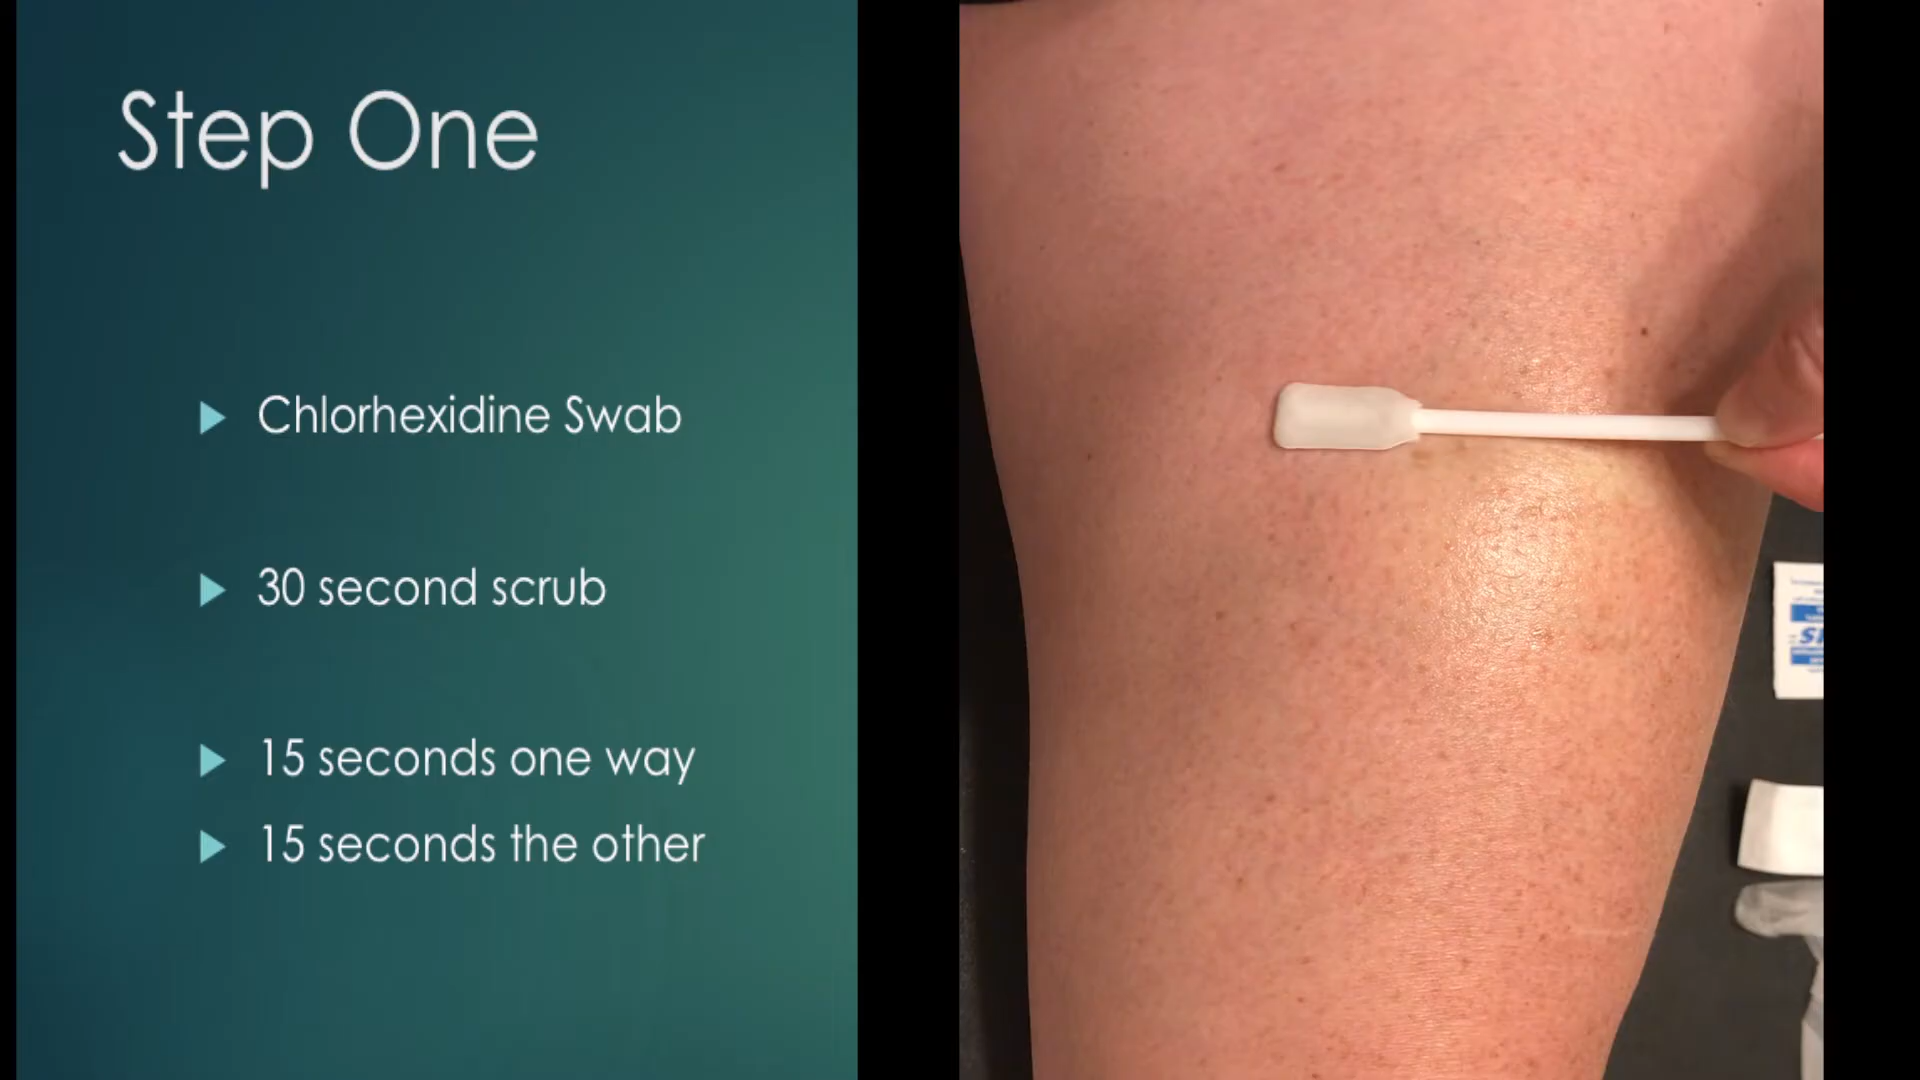 Step One
Chlorhexidine Swab
30 second scrub
15 seconds one way
15 seconds the other